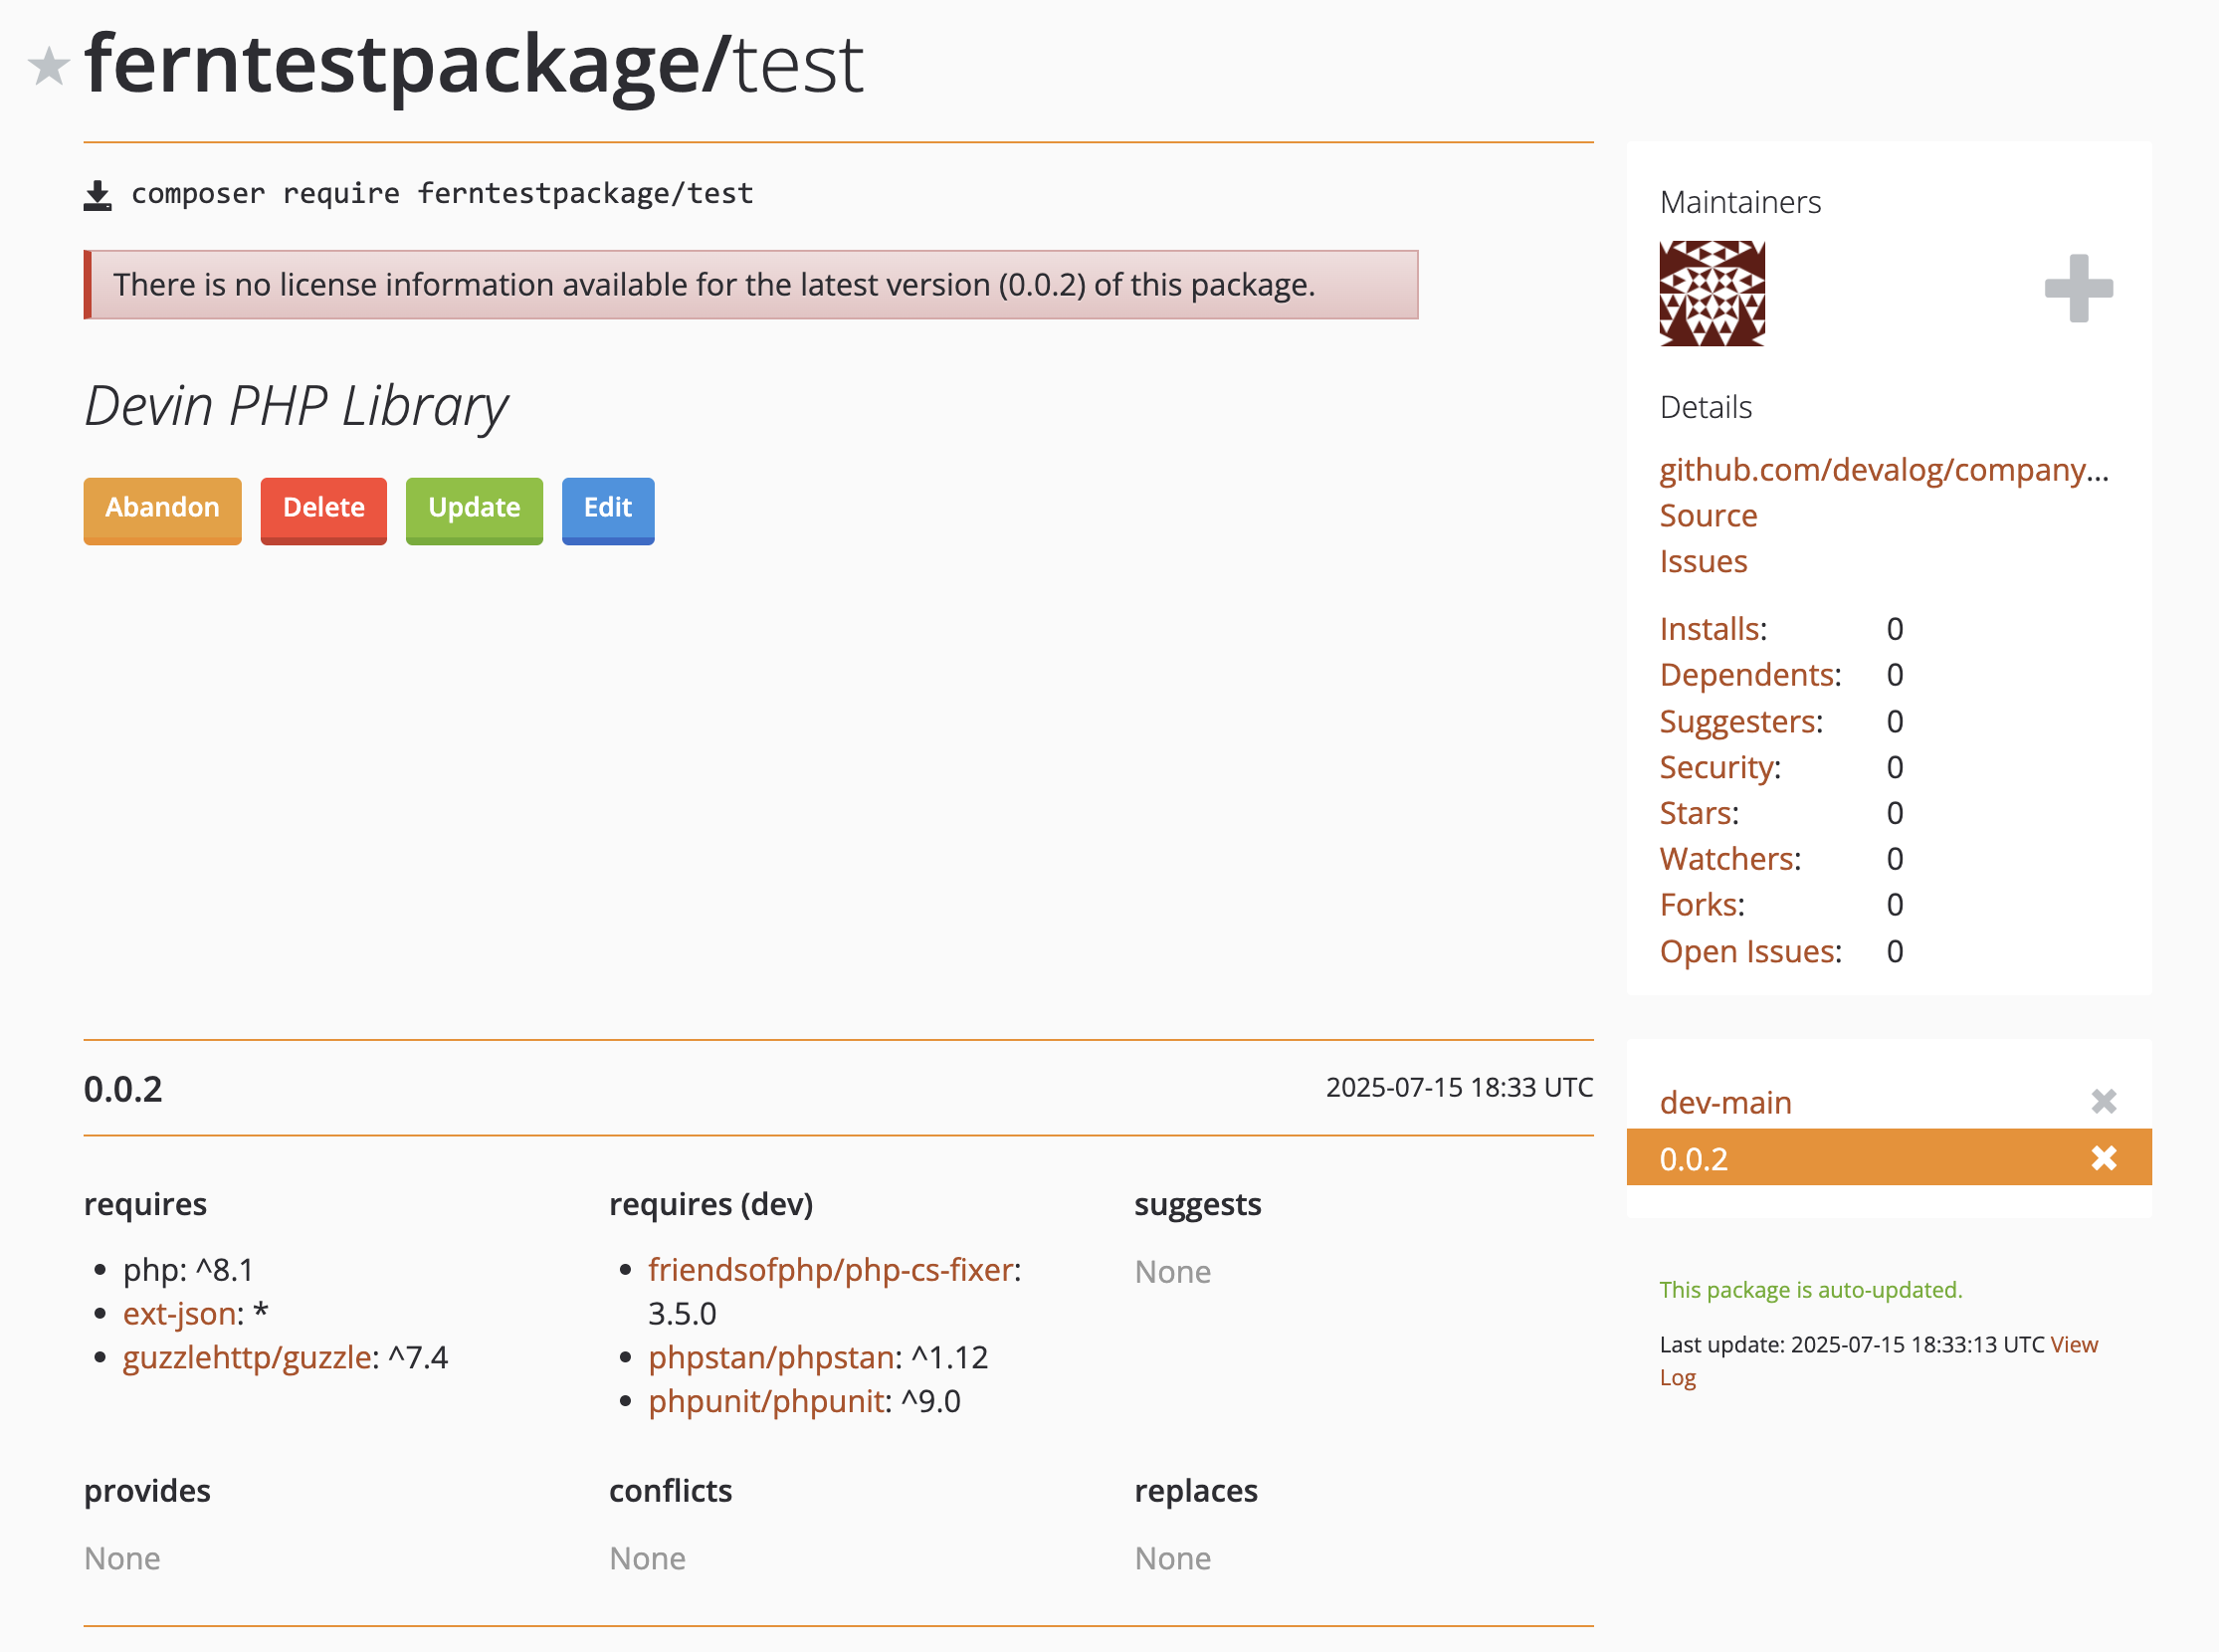 ferntestpackage/test
composer require ferntestpackage/test
There is no license information available for the latest version (0.0.2) of this package.
Devin PHP Library
Abandon Delete Update Edit
Maintainers
Details
github.com/devalog/company...
Source
Issues
Installs: 0
Dependents: 0
Suggesters: 0
Security: 0
Stars: 0
Watchers: 0
Forks: 0
Open Issues: 0
0.0.2 2025-07-15 18:33 UTC
requires
php: ^8.1
ext-json: *
guzzlehttp/guzzle: ^7.4
requires (dev)
friendsofphp/php-cs-fixer:
3.5.0
phpstan/phpstan: ^1.12
phpunit/phpunit: ^9.0
suggests
None
provides
None
conflicts
None
replaces
None
dev-main
0.0.2
This package is auto-updated.
Last update: 2025-07-15 18:33:13 UTC View
Log